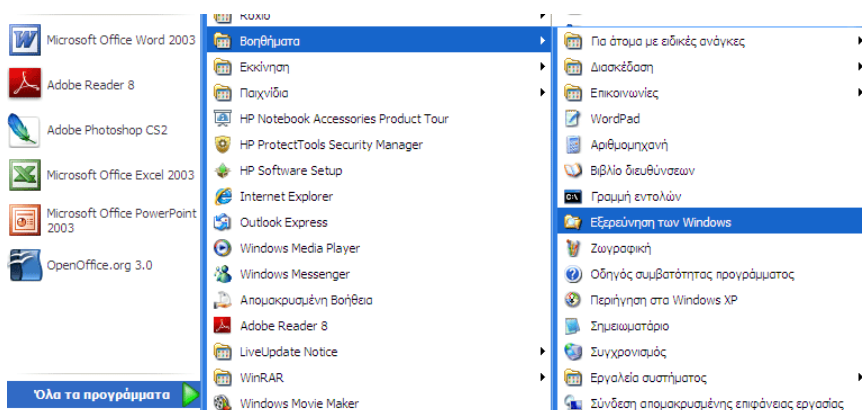 Microsoft Office Word 2003
Adobe Reader 8
Adobe Photoshop CS2
Microsoft Office Excel 2003
Microsoft Office PowerPoint
2003
OpenOffice.org 3.0
Όλα τα προγράμματα
Roxio
Βοηθήματα
Εκκίνηση
Παιχνίδια
HP Notebook Accessories Product Tour
HP ProtectTools Security Manager
HP Software Setup
Internet Explorer
Outlook Express
Windows Media Player
Windows Messenger
Απομακρυσμένη Βοήθεια
Adobe Reader 8
LiveUpdate Notice
WinRAR
Windows Movie Maker
Για άτομα με ειδικές ανάγκες
Διασκέδαση
Επικοινωνίες
WordPad
Αριθμομηχανή
Βιβλίο διευθύνσεων
Γραμμή εντολών
Εξερεύνηση των Windows
Ζωγραφική
Οδηγός συμβατότητας προγράμματος
Περιήγηση στα Windows XP
Σημειωματάριο
Συγχρονισμός
Εργαλεία συστήματος
Σύνδεση απομακρυσμένης επιφάνειας εργασίας